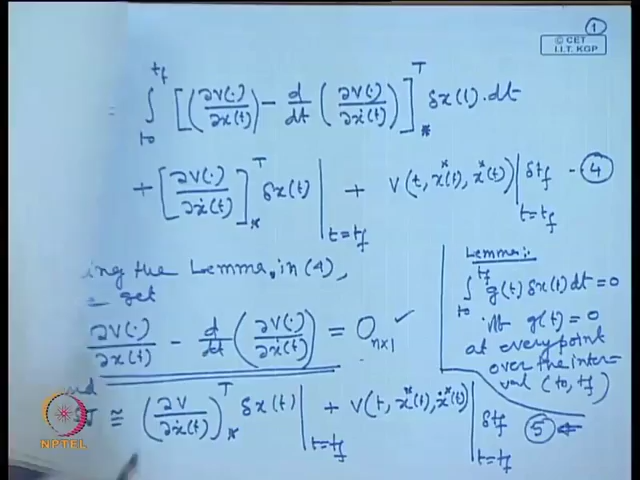 1
© CET
I.I.T. KGP
= ∫_{t0}^{tf} [(∂V(·)/∂x(t)) − d/dt (∂V(·)/∂ẋ(t))]^T_* δx(t)·dt
+ [∂V(·)/∂ẋ(t)]^T_* δx(t) |_{t=tf} + V(t, x*(t), ẋ*(t)) |_{t=tf} δtf − 4
ing the Lemma, in (4),
get
∂V(·)/∂x(t) − d/dt (∂V(·)/∂ẋ(t)) = 0_{n×1} ✓
Lemma:
∫_{t0}^{tf} g(t) δx(t) dt = 0
g(t) = 0
at every point
over the inter-
val (t0, tf)
≅ (∂V/∂ẋ(t))^T_* δx(t) |_{t=tf} + V(t, x*(t), ẋ*(t)) |_{t=tf} δtf 5 ←
NPTEL